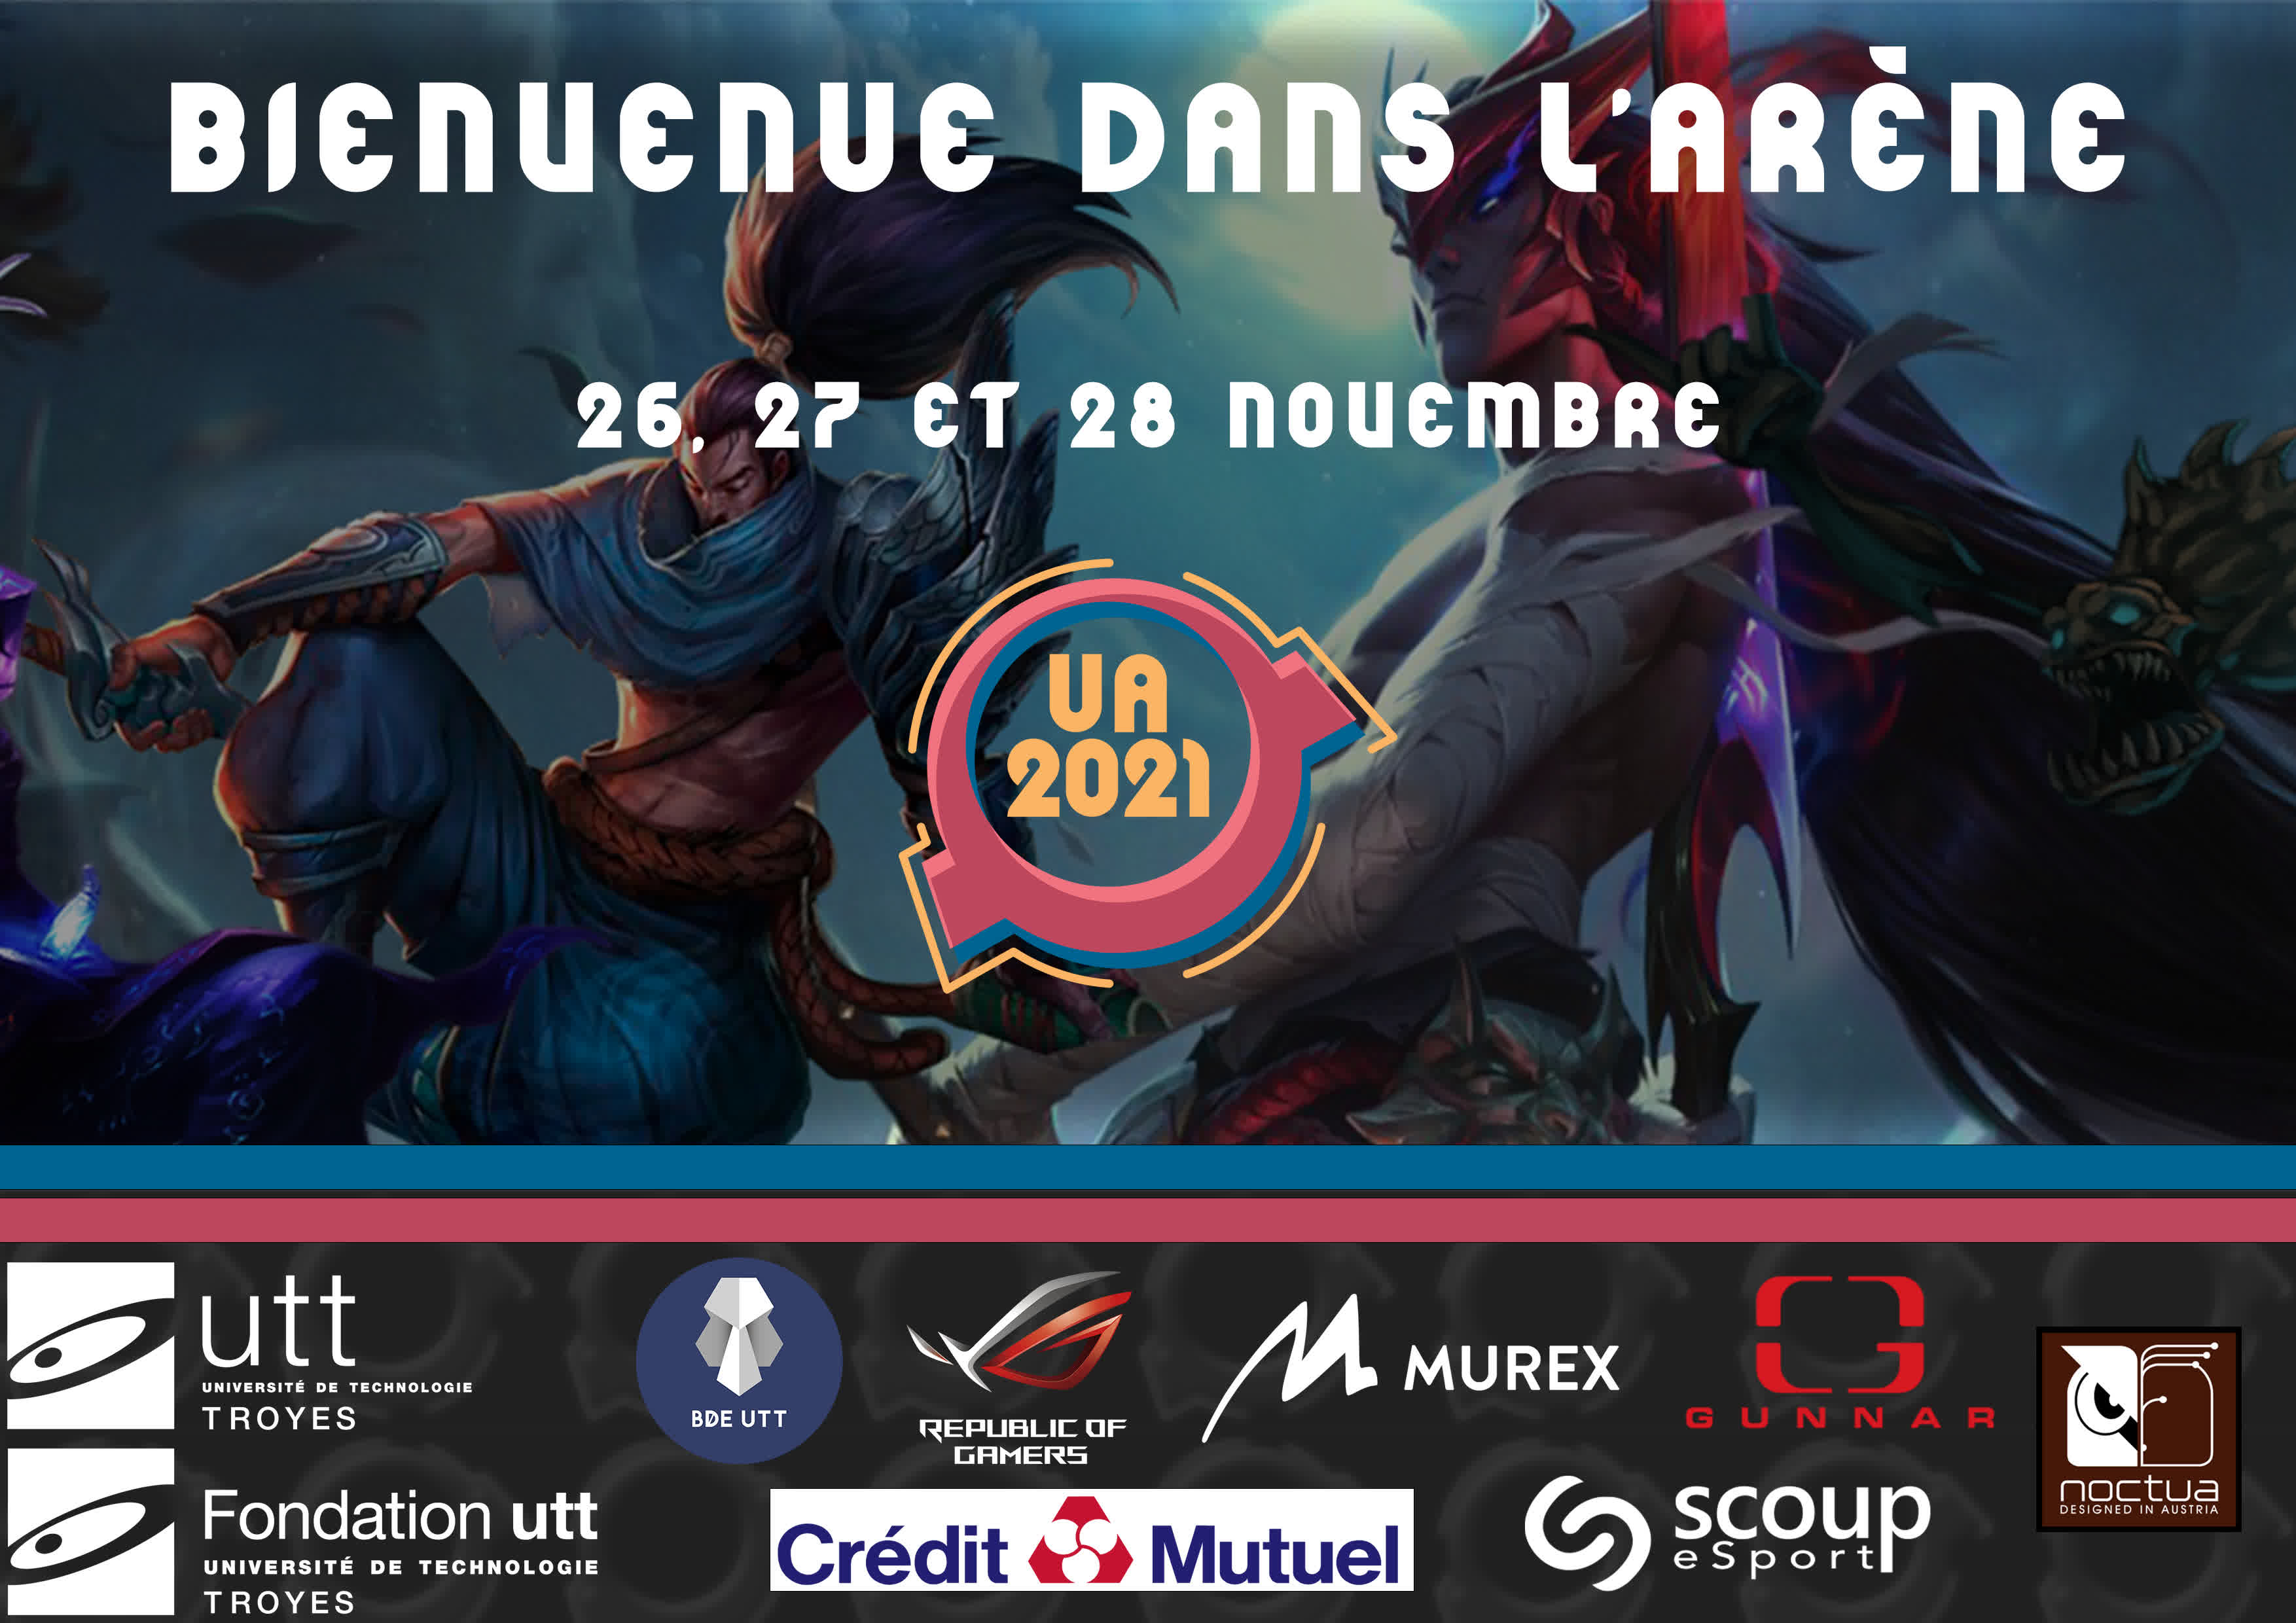 BIENVENUE DANS L'ARÈNE
26, 27 ET 28 NOVEMBRE
UA
2021
utt
UNIVERSITÉ DE TECHNOLOGIE
TROYES
BDE UTT
REPUBLIC OF
GAMERS
MUREX
GUNNAR
noctua
DESIGNED IN AUSTRIA
Fondation utt
UNIVERSITÉ DE TECHNOLOGIE
TROYES
Crédit Mutuel
scoup
eSport